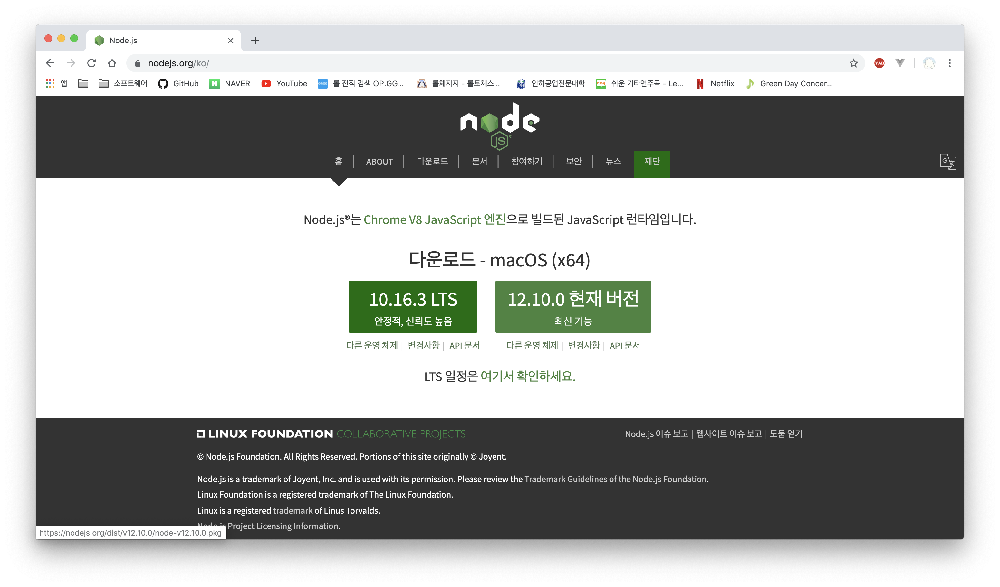 Node.js
nodejs.org/ko/
앱 소프트웨어 GitHub N NAVER YouTube OP.GG 롤 전적 검색 OP.GG... 롤체지지 - 롤토체스... 1958 인하공업전문대학 blog 쉬운 기타연주곡 - Le... Netflix Green Day Concer...
YAB
node
JS®
홈 | ABOUT | 다운로드 | 문서 | 참여하기 | 보안 | 뉴스 재단
Node.js®는 Chrome V8 JavaScript 엔진으로 빌드된 JavaScript 런타임입니다.
다운로드 - macOS (x64)
10.16.3 LTS
안정적, 신뢰도 높음
12.10.0 현재 버전
최신 기능
다른 운영 체제 | 변경사항 | API 문서
다른 운영 체제 | 변경사항 | API 문서
LTS 일정은 여기서 확인하세요.
LINUX FOUNDATION COLLABORATIVE PROJECTS
Node.js 이슈 보고 | 웹사이트 이슈 보고 | 도움 얻기
© Node.js Foundation. All Rights Reserved. Portions of this site originally © Joyent.
Node.js is a trademark of Joyent, Inc. and is used with its permission. Please review the Trademark Guidelines of the Node.js Foundation.
Linux Foundation is a registered trademark of The Linux Foundation.
Linux is a registered trademark of Linus Torvalds.
Node.js Project Licensing Information.
https://nodejs.org/dist/v12.10.0/node-v12.10.0.pkg